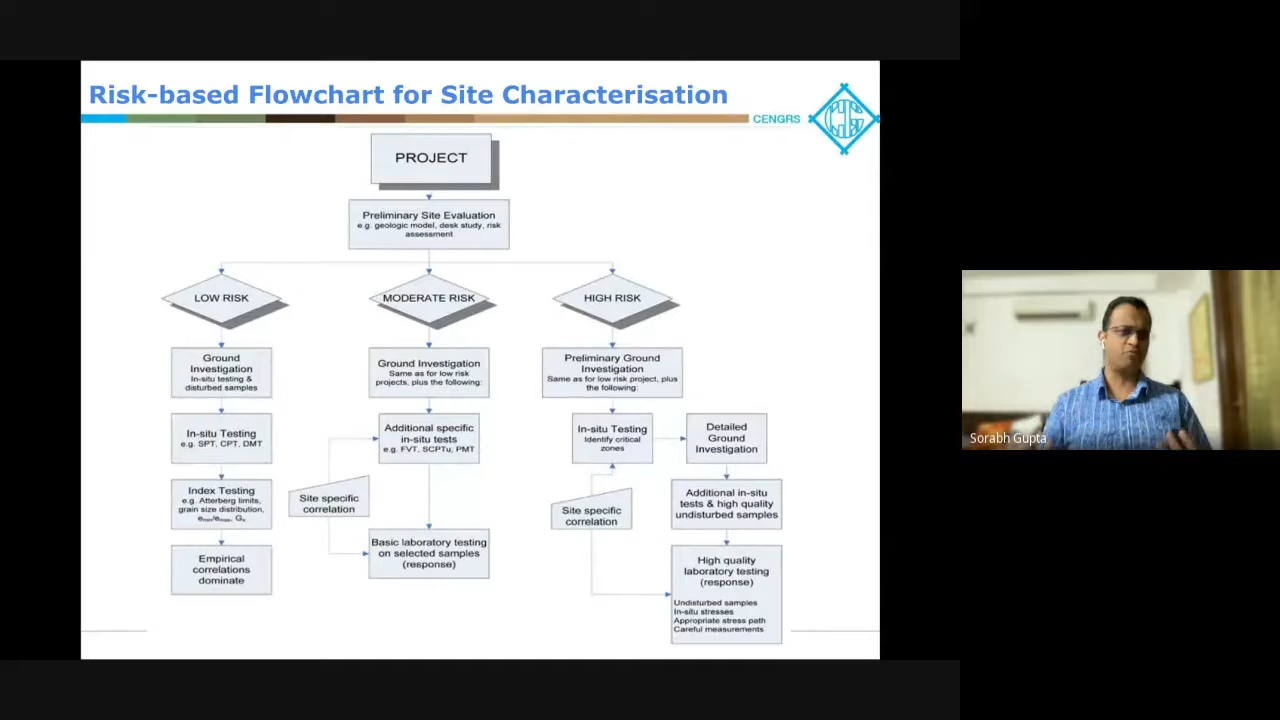 Risk-based Flowchart for Site Characterisation
CENGRS
PROJECT
Preliminary Site Evaluation
e.g. geologic model, desk study, risk
assessment
LOW RISK
MODERATE RISK
HIGH RISK
Ground
Investigation
In-situ testing &
disturbed samples
Ground Investigation
Same as for low risk
projects, plus the following:
Preliminary Ground
Investigation
Same as for low risk project, plus
the following:
In-situ Testing
e.g. SPT, CPT, DMT
Additional specific
in-situ tests
e.g. FVT, SCPTu, PMT
In-situ Testing
Identify critical
zones
Detailed
Ground
Investigation
Index Testing
e.g. Atterberg limits,
grain size distribution,
emin/emax, Gs
Site specific
correlation
Site specific
correlation
Additional in-situ
tests & high quality
undisturbed samples
Empirical
correlations
dominate
Basic laboratory testing
on selected samples
(response)
High quality
laboratory testing
(response)
Undisturbed samples
In-situ stresses
Appropriate stress path
Careful measurements
Sorabh Gupta